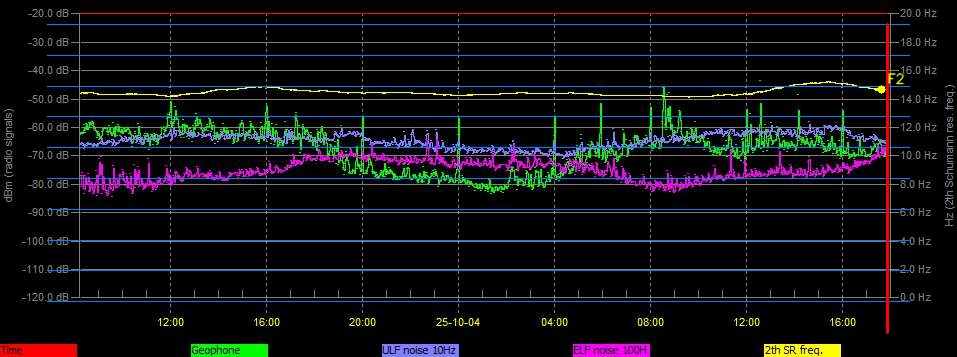 -20.0 dB 20.0 Hz
-30.0 dB 18.0 Hz
-40.0 dB 16.0 Hz
F2
-50.0 dB 14.0 Hz
-60.0 dB 12.0 Hz
-70.0 dB 10.0 Hz
-80.0 dB 8.0 Hz
-90.0 dB 6.0 Hz
-100.0 dB 4.0 Hz
-110.0 dB 2.0 Hz
-120.0 dB 0.0 Hz
dBm (radio signals)
Hz (2th Schumann res. freq.)
12:00 16:00 20:00 25-10-04 04:00 08:00 12:00 16:00
Time Geophone ULF noise 10Hz ELF noise 100H 2th SR freq.